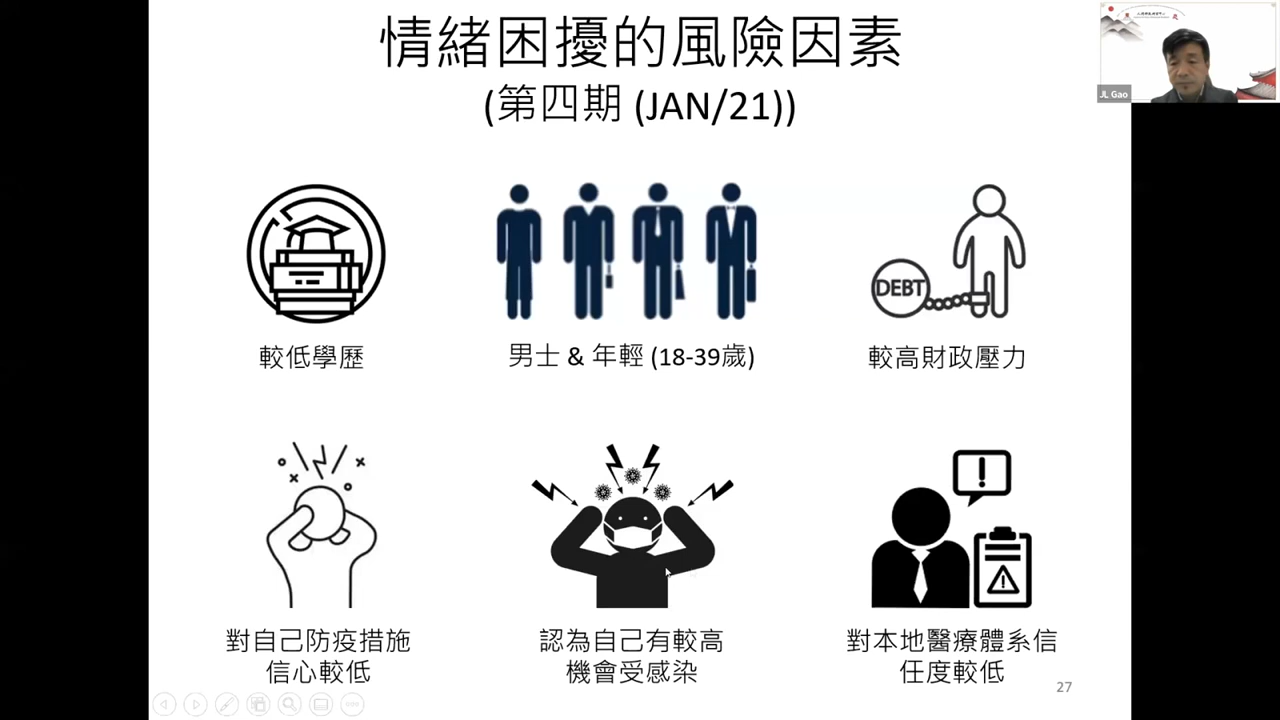 情緒困擾的風險因素
(第四期 (JAN/21))
JL Gao
DEBT
較低學歷
男士 & 年輕 (18-39歲)
較高財政壓力
對自己防疫措施
信心較低
認為自己有較高
機會受感染
對本地醫療體系信
任度較低
27